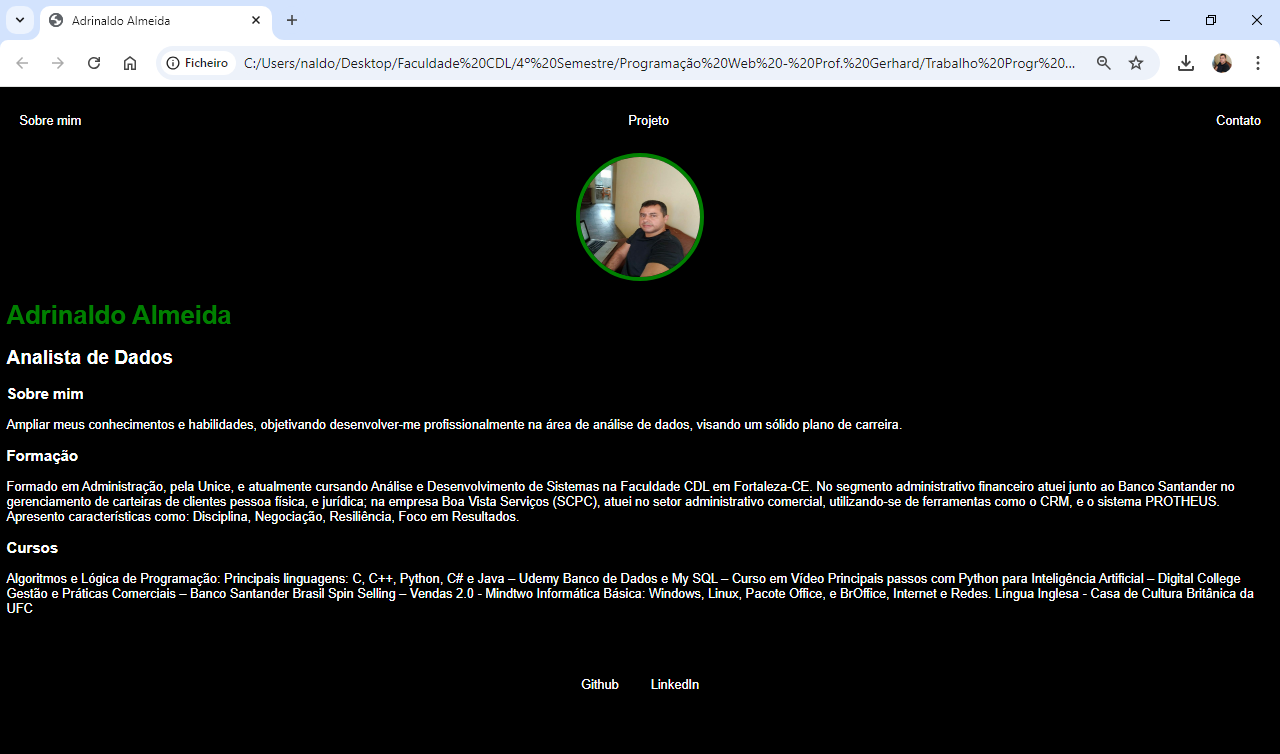 Adrinaldo Almeida
Ficheiro
C:/Users/naldo/Desktop/Faculdade%20CDL/4º%20Semestre/Programação%20Web%20-%20Prof.%20Gerhard/Trabalho%20Progr%20...
Sobre mim
Projeto
Contato
Adrinaldo Almeida
Analista de Dados
Sobre mim
Ampliar meus conhecimentos e habilidades, objetivando desenvolver-me profissionalmente na área de análise de dados, visando um sólido plano de carreira.
Formação
Formado em Administração, pela Unice, e atualmente cursando Análise e Desenvolvimento de Sistemas na Faculdade CDL em Fortaleza-CE. No segmento administrativo financeiro atuei junto ao Banco Santander no
gerenciamento de carteiras de clientes pessoa física, e jurídica; na empresa Boa Vista Serviços (SCPC), atuei no setor administrativo comercial, utilizando-se de ferramentas como o CRM, e o sistema PROTHEUS.
Apresento características como: Disciplina, Negociação, Resiliência, Foco em Resultados.
Cursos
Algoritmos e Lógica de Programação: Principais linguagens: C, C++, Python, C# e Java – Udemy Banco de Dados e My SQL – Curso em Vídeo Principais passos com Python para Inteligência Artificial – Digital College
Gestão e Práticas Comerciais – Banco Santander Brasil Spin Selling – Vendas 2.0 - Mindtwo Informática Básica: Windows, Linux, Pacote Office, e BrOffice, Internet e Redes. Língua Inglesa - Casa de Cultura Britânica da
UFC
Github
LinkedIn